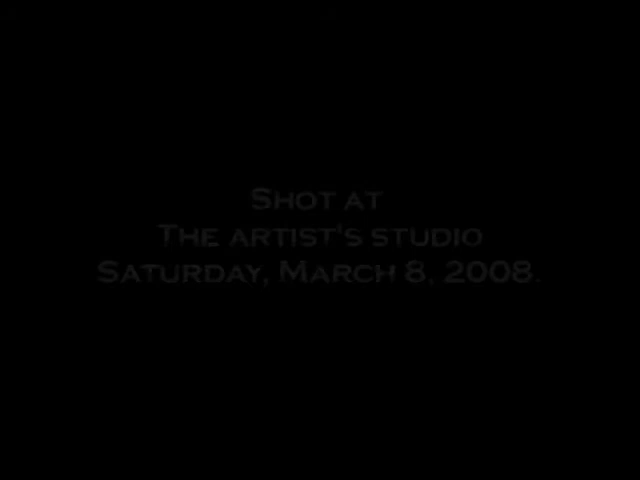 Shot at
The artist's studio
Saturday, March 8, 2008.